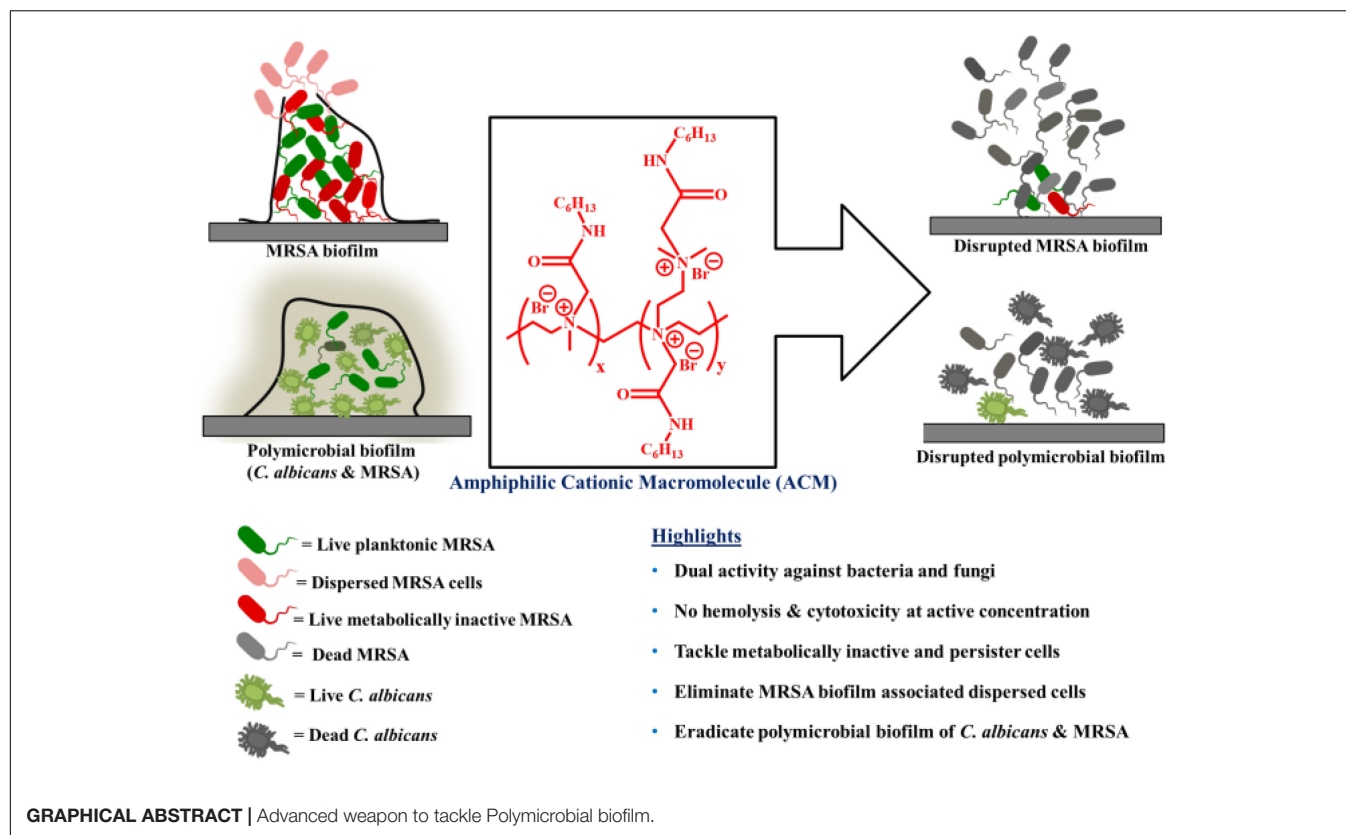 MRSA biofilm
Polymicrobial biofilm
(C. albicans & MRSA)
C₆H₁₃
HN
O
C₆H₁₃
NH
O
N
⊕
Br
⊖
Br
⊖
⊕
N
x
N
⊕
Br
⊖
y
O
NH
C₆H₁₃
Amphiphilic Cationic Macromolecule (ACM)
Disrupted MRSA biofilm
Disrupted polymicrobial biofilm
= Live planktonic MRSA
= Dispersed MRSA cells
= Live metabolically inactive MRSA
= Dead MRSA
= Live C. albicans
= Dead C. albicans
Highlights
• Dual activity against bacteria and fungi
• No hemolysis & cytotoxicity at active concentration
• Tackle metabolically inactive and persister cells
• Eliminate MRSA biofilm associated dispersed cells
• Eradicate polymicrobial biofilm of C. albicans & MRSA
GRAPHICAL ABSTRACT | Advanced weapon to tackle Polymicrobial biofilm.